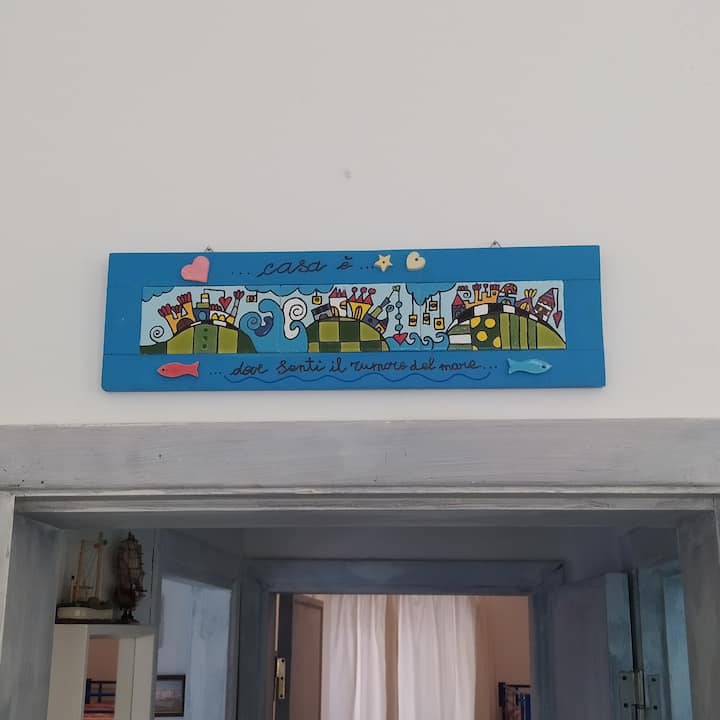 ...casa è...
...dove senti il rumore del mare...